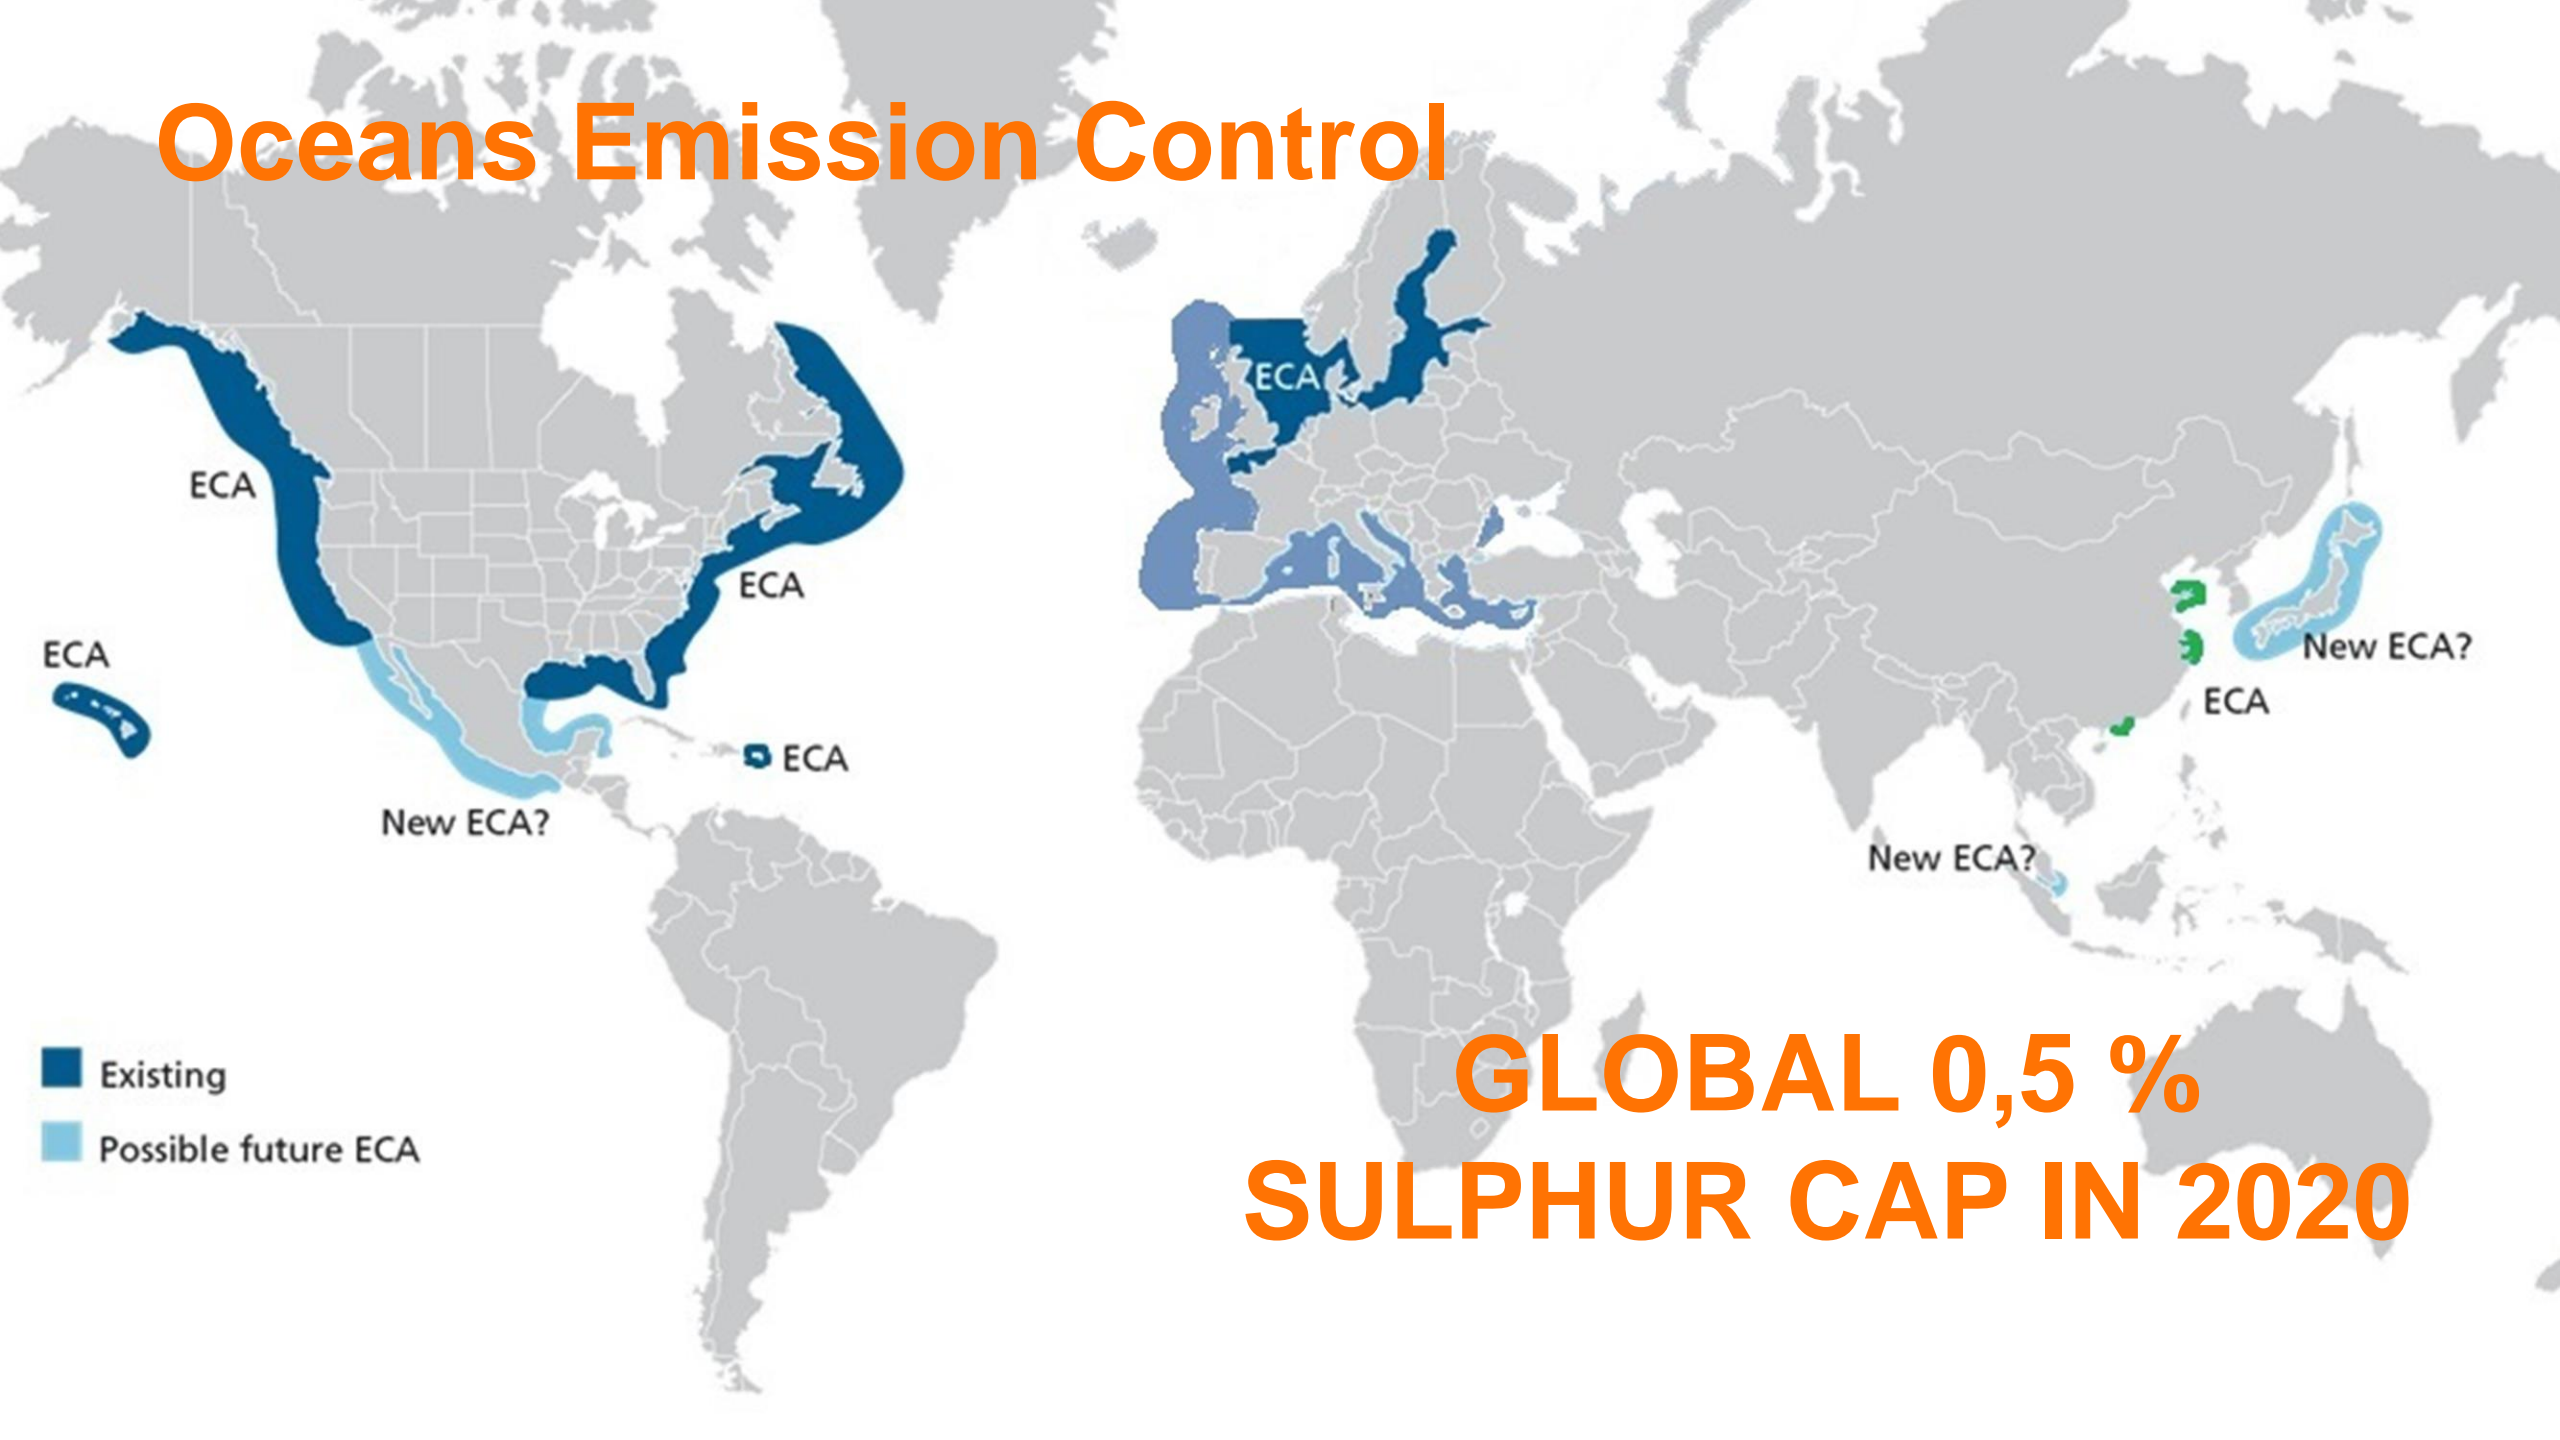 Oceans Emission Control
ECA
ECA
ECA
ECA
New ECA?
ECA
ECA
New ECA?
ECA
New ECA?
Existing
Possible future ECA
GLOBAL 0,5 %
SULPHUR CAP IN 2020